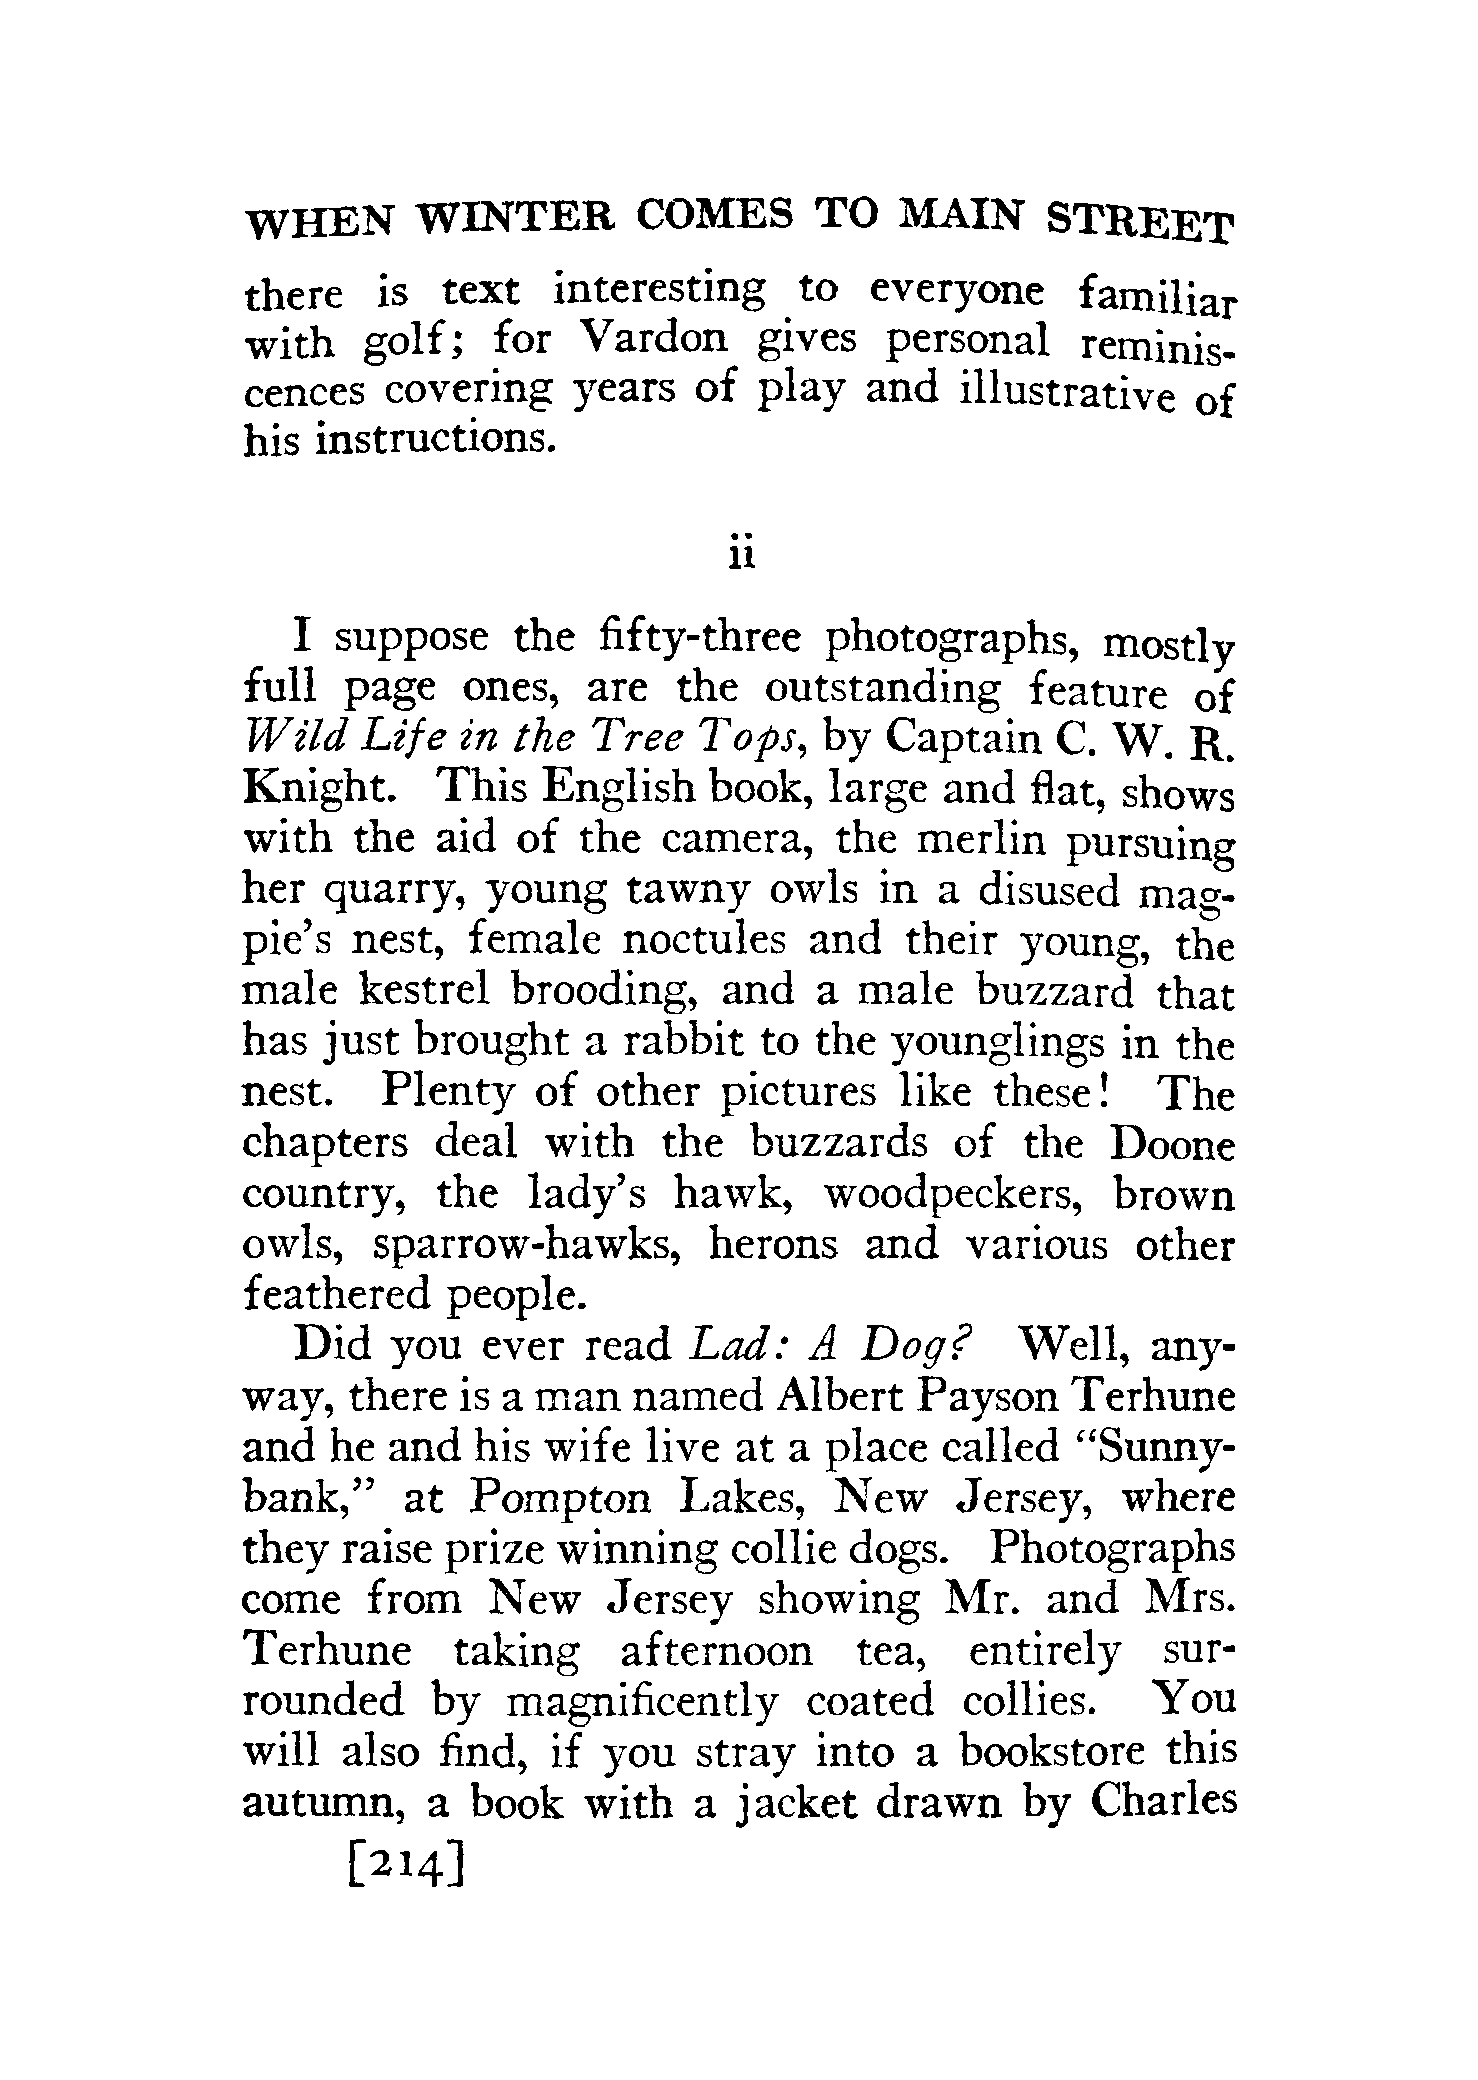 WHEN WINTER COMES TO MAIN STREET
there is text interesting to everyone familiar
with golf; for Vardon gives personal reminis-
cences covering years of play and illustrative of
his instructions.
ii
I suppose the fifty-three photographs, mostly
full page ones, are the outstanding feature of
Wild Life in the Tree Tops, by Captain C. W. R.
Knight. This English book, large and flat, shows
with the aid of the camera, the merlin pursuing
her quarry, young tawny owls in a disused mag-
pie's nest, female noctules and their young, the
male kestrel brooding, and a male buzzard that
has just brought a rabbit to the younglings in the
nest. Plenty of other pictures like these! The
chapters deal with the buzzards of the Doone
country, the lady's hawk, woodpeckers, brown
owls, sparrow-hawks, herons and various other
feathered people.
Did you ever read Lad: A Dog? Well, any-
way, there is a man named Albert Payson Terhune
and he and his wife live at a place called "Sunny-
bank," at Pompton Lakes, New Jersey, where
they raise prize winning collie dogs. Photographs
come from New Jersey showing Mr. and Mrs.
Terhune taking afternoon tea, entirely sur-
rounded by magnificently coated collies. You
will also find, if you stray into a bookstore this
autumn, a book with a jacket drawn by Charles
[214]